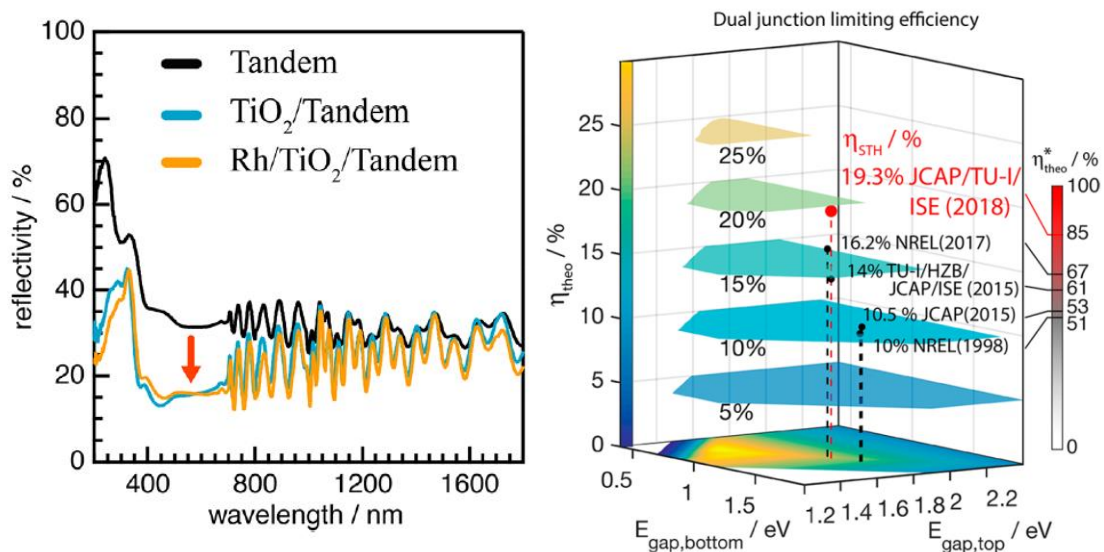 100
80
60
40
20
0
reflectivity / %
Tandem
TiO2/Tandem
Rh/TiO2/Tandem
400
800
1200
1600
wavelength / nm
Dual junction limiting efficiency
25
20
15
10
5
0
ηtheo / %
25%
20%
15%
10%
5%
ηSTH / %
19.3% JCAP/TU-I/
ISE (2018)
16.2% NREL(2017)
14% TU-I/HZB/
JCAP/ISE (2015)
10.5 % JCAP(2015)
10% NREL(1998)
η*theo / %
100
85
67
61
53
51
0
0.5
1
1.5
Egap,bottom / eV
1.2
1.4
1.6
1.8
2
2.2
Egap,top / eV